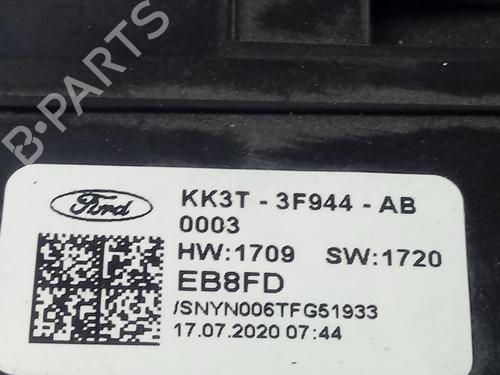 B-PARTS
Ford
KK3T - 3F944 - AB
0003
HW:1709 SW:1720
EB8FD
/SNYN006TFG51933
17.07.2020 07:44